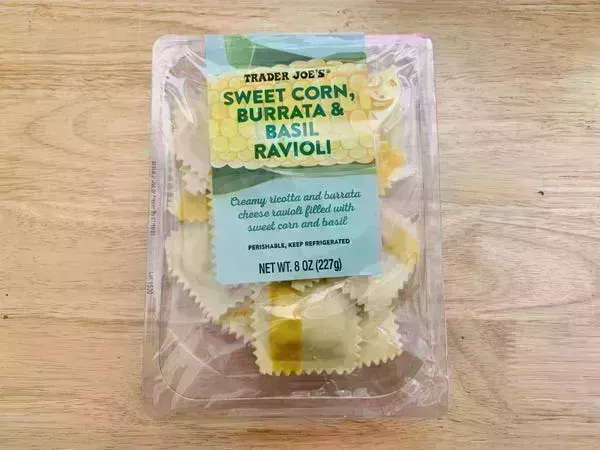 TRADER JOE'S®
SWEET CORN,
BURRATA &
BASIL
RAVIOLI
Creamy ricotta and burrata
cheese ravioli filled with
sweet corn and basil
PERISHABLE, KEEP REFRIGERATED
NET WT. 8 OZ (227g)